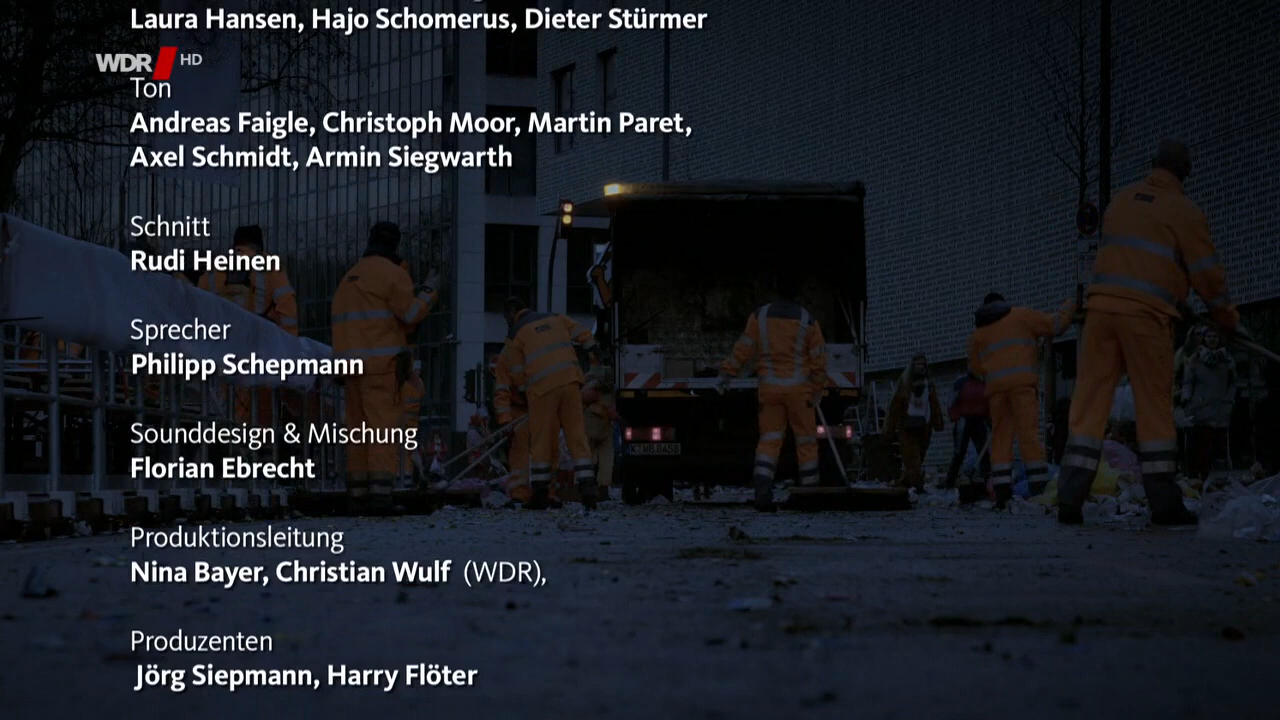 Laura Hansen, Hajo Schomerus, Dieter Stürmer
WDR HD
Ton
Andreas Faigle, Christoph Moor, Martin Paret,
Axel Schmidt, Armin Siegwarth
Schnitt
Rudi Heinen
Sprecher
Philipp Schepmann
Sounddesign & Mischung
Florian Ebrecht
Produktionsleitung
Nina Bayer, Christian Wulf (WDR),
Produzenten
Jörg Siepmann, Harry Flöter